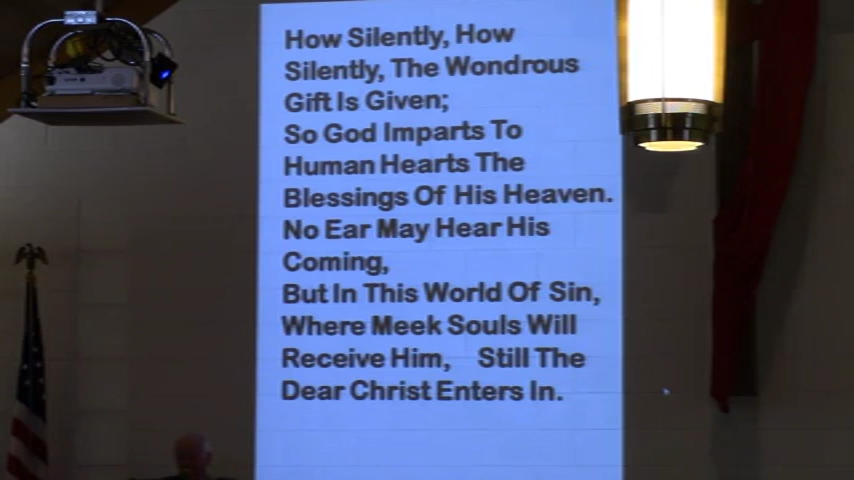 How Silently, How
Silently, The Wondrous
Gift Is Given;
So God Imparts To
Human Hearts The
Blessings Of His Heaven.
No Ear May Hear His
Coming,
But In This World Of Sin,
Where Meek Souls Will
Receive Him, Still The
Dear Christ Enters In.